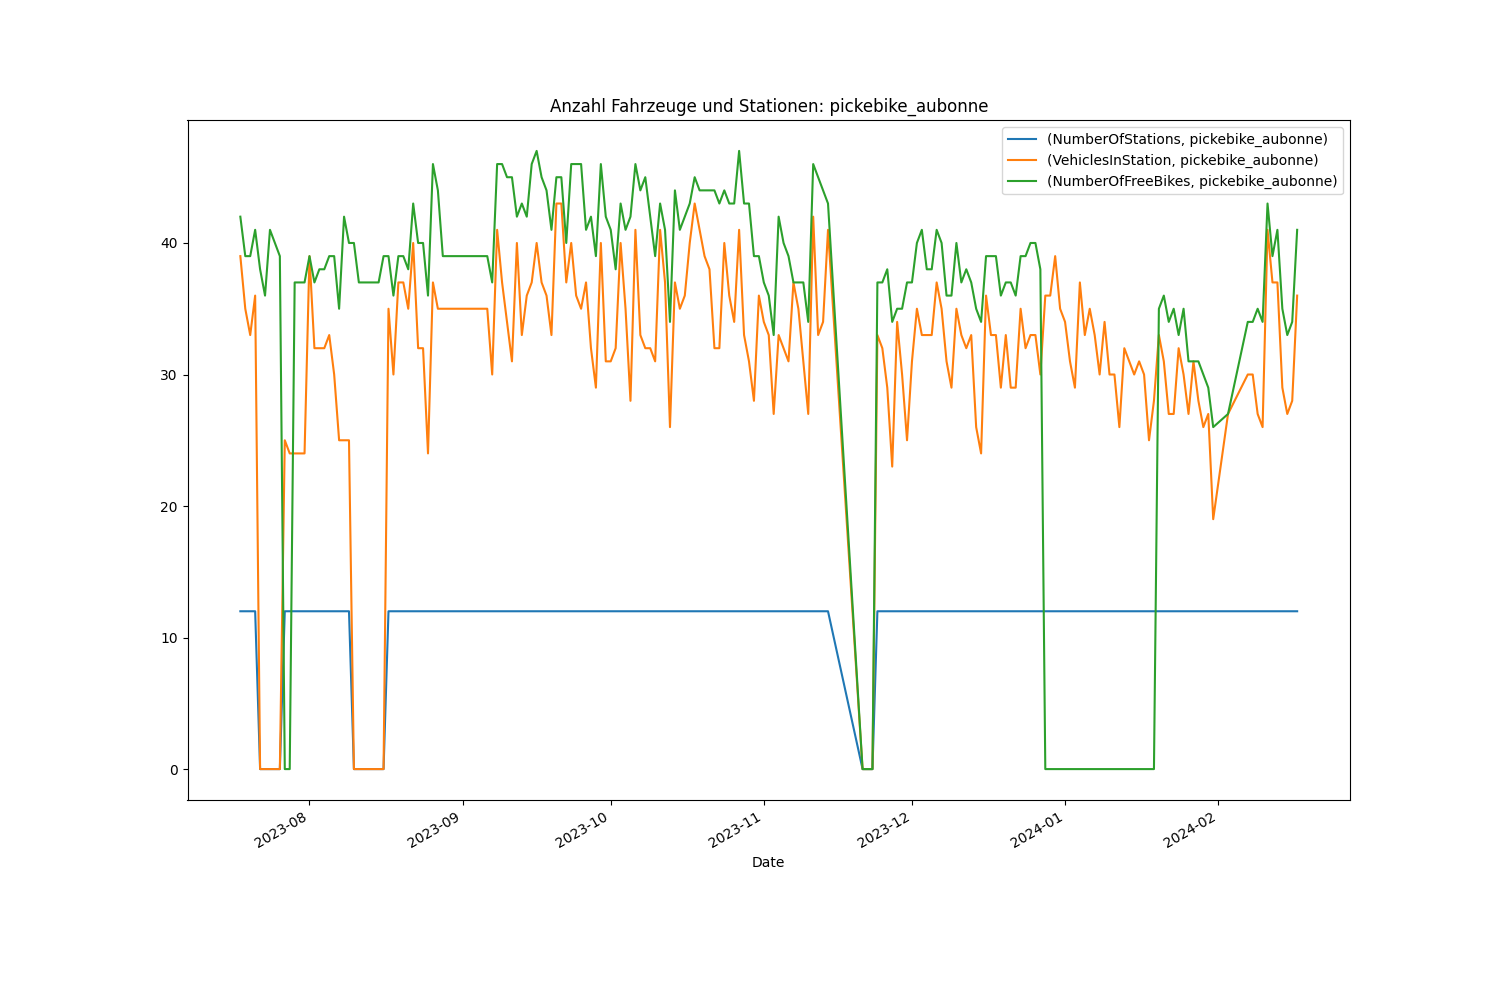 Anzahl Fahrzeuge und Stationen: pickebike_aubonne
(NumberOfStations, pickebike_aubonne)
(VehiclesInStation, pickebike_aubonne)
(NumberOfFreeBikes, pickebike_aubonne)
40
30
20
10
0
2023-08
2023-09
2023-10
2023-11
2023-12
2024-01
2024-02
Date